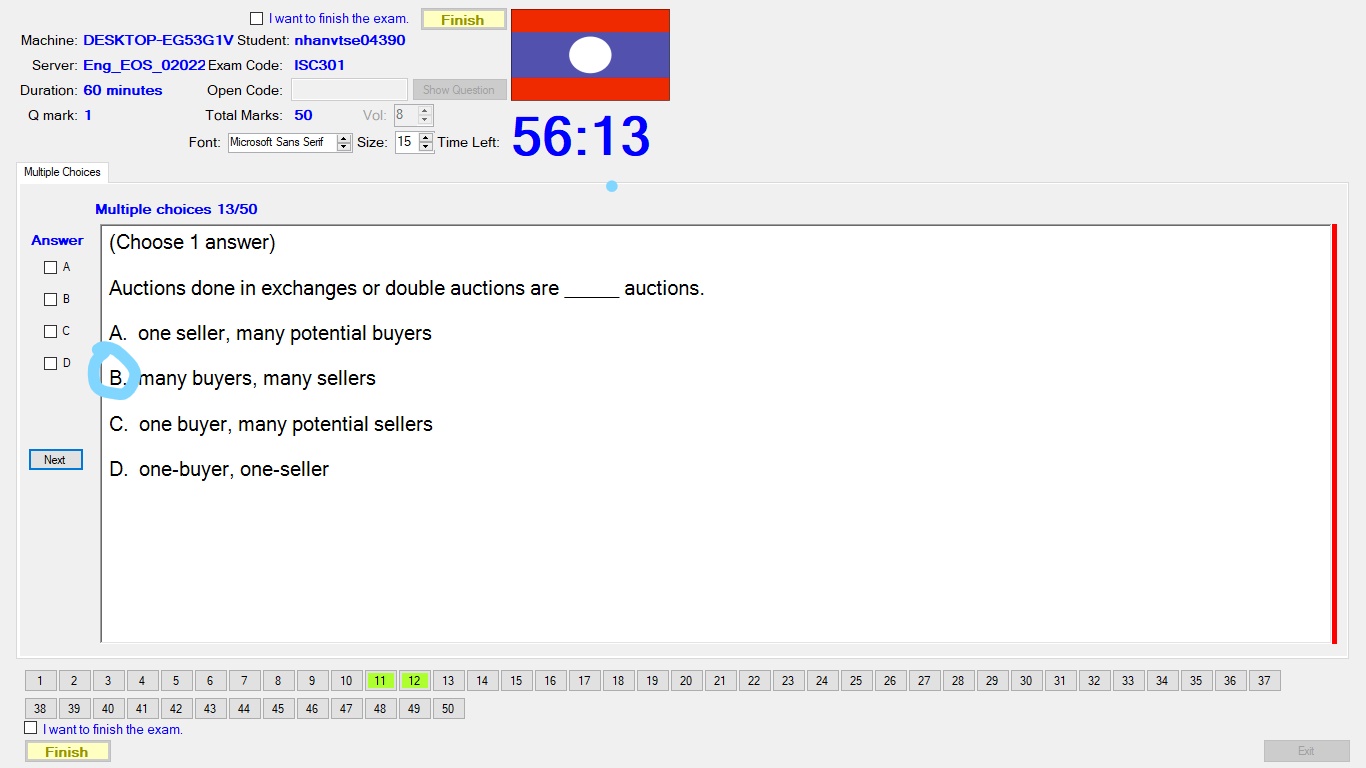 I want to finish the exam. Finish
Machine: DESKTOP-EG53G1V Student: nhanvtse04390
Server: Eng_EOS_02022 Exam Code: ISC301
Duration: 60 minutes Open Code: Show Question
Q mark: 1 Total Marks: 50 Vol: 8
Font: Microsoft Sans Serif Size: 15 Time Left: 56:13
Multiple Choices
Multiple choices 13/50
Answer
A
B
C
D
Next
(Choose 1 answer)
Auctions done in exchanges or double auctions are _____ auctions.
A. one seller, many potential buyers
B. many buyers, many sellers
C. one buyer, many potential sellers
D. one-buyer, one-seller
1 2 3 4 5 6 7 8 9 10 11 12 13 14 15 16 17 18 19 20 21 22 23 24 25 26 27 28 29 30 31 32 33 34 35 36 37
38 39 40 41 42 43 44 45 46 47 48 49 50
I want to finish the exam.
Finish Exit